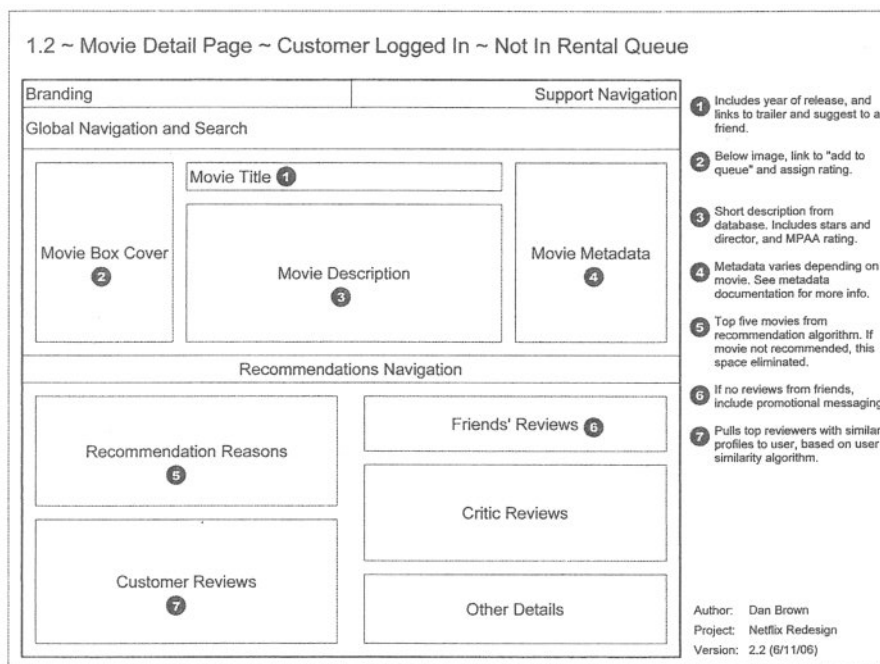 1.2 ~ Movie Detail Page ~ Customer Logged In ~ Not In Rental Queue
Branding
Support Navigation
Global Navigation and Search
Movie Title 1
Movie Box Cover
2
Movie Description
3
Movie Metadata
4
Recommendations Navigation
Recommendation Reasons
5
Friends' Reviews 6
Critic Reviews
Customer Reviews
7
Other Details
1 Includes year of release, and
links to trailer and suggest to a
friend.
2 Below image, link to "add to
queue" and assign rating.
3 Short description from
database. Includes stars and
director, and MPAA rating.
4 Metadata varies depending on
movie. See metadata
documentation for more info.
5 Top five movies from
recommendation algorithm. If
movie not recommended, this
space eliminated.
6 If no reviews from friends,
include promotional messaging
7 Pulls top reviewers with similar
profiles to user, based on user
similarity algorithm.
Author: Dan Brown
Project: Netflix Redesign
Version: 2.2 (6/11/06)